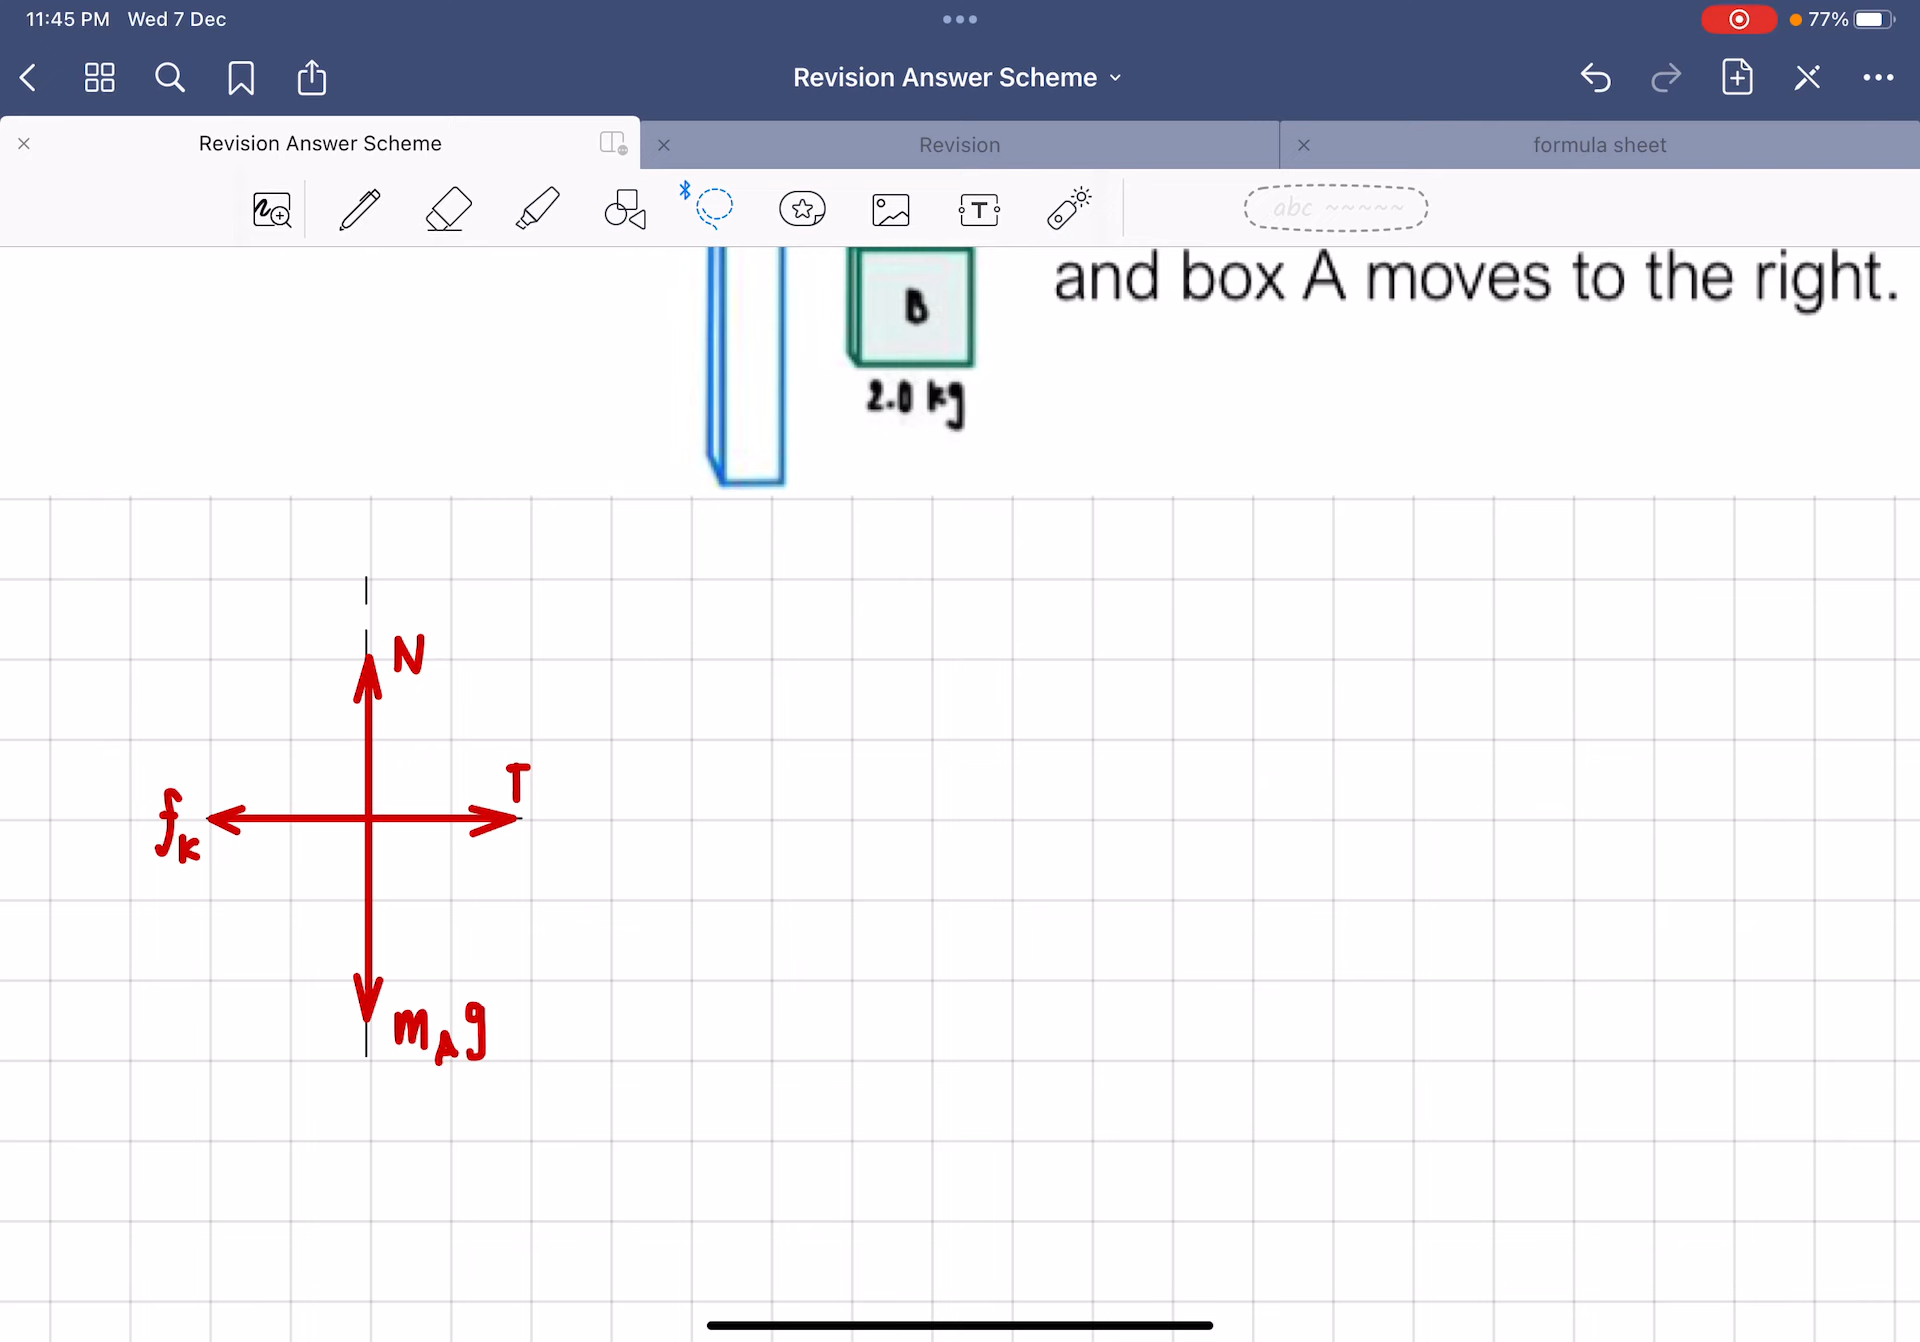 11:45 PM Wed 7 Dec
77%
Revision Answer Scheme
Revision Answer Scheme
Revision
formula sheet
T
abc
and box A moves to the right.
B
2.0 kg
N
T
fk
mAg